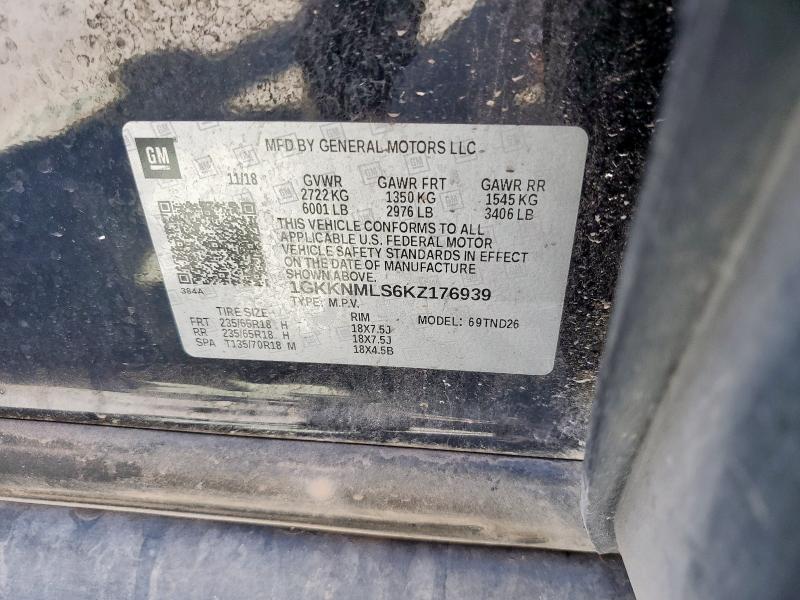 GM
MFD BY GENERAL MOTORS LLC
11/18 GVWR GAWR FRT GAWR RR
2722 KG 1350 KG 1545 KG
6001 LB 2976 LB 3406 LB
THIS VEHICLE CONFORMS TO ALL
APPLICABLE U.S. FEDERAL MOTOR
VEHICLE SAFETY STANDARDS IN EFFECT
ON THE DATE OF MANUFACTURE
SHOWN ABOVE.
384A 1GKKNMLS6KZ176939
TYPE: M.P.V.
TIRE SIZE RIM MODEL: 69TND26
FRT 235/65R18 H 18X7.5J
RR 235/65R18 H 18X7.5J
SPA T135/70R18 M 18X4.5B